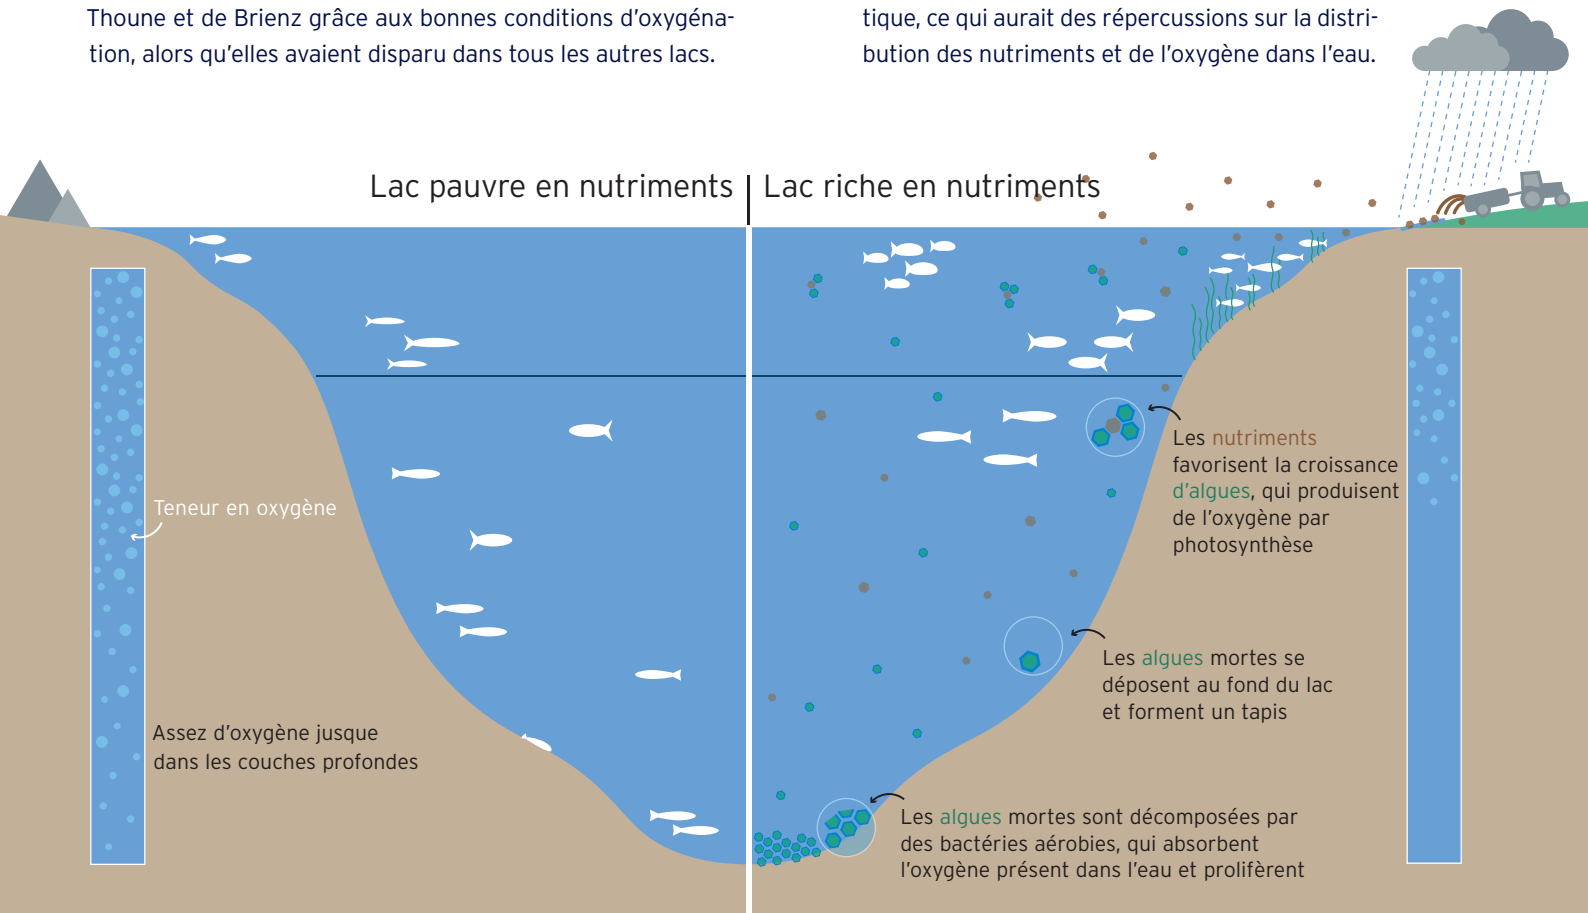 Thoune et de Brienz grâce aux bonnes conditions d'oxygéna-
tion, alors qu'elles avaient disparu dans tous les autres lacs.
tique, ce qui aurait des répercussions sur la distri-
bution des nutriments et de l'oxygène dans l'eau.
Lac pauvre en nutriments
Lac riche en nutriments
Teneur en oxygène
Assez d'oxygène jusque
dans les couches profondes
Les nutriments
favorisent la croissance
d'algues, qui produisent
de l'oxygène par
photosynthèse
Les algues mortes se
déposent au fond du lac
et forment un tapis
Les algues mortes sont décomposées par
des bactéries aérobies, qui absorbent
l'oxygène présent dans l'eau et prolifèrent